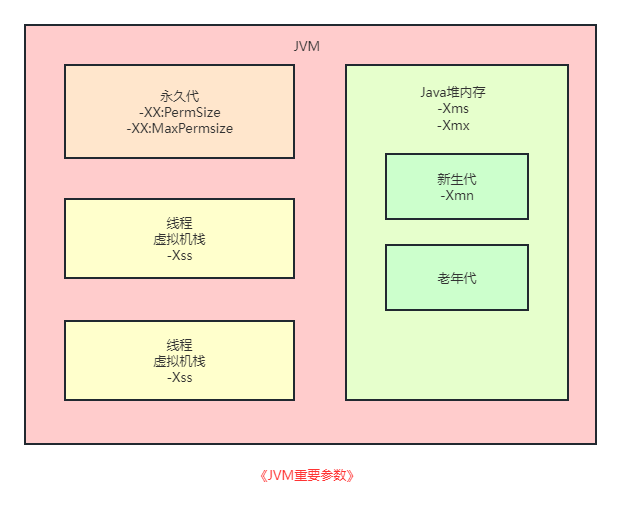 JVM
永久代
-XX:PermSize
-XX:MaxPermsize
线程
虚拟机栈
-Xss
线程
虚拟机栈
-Xss
Java堆内存
-Xms
-Xmx
新生代
-Xmn
老年代
《JVM重要参数》